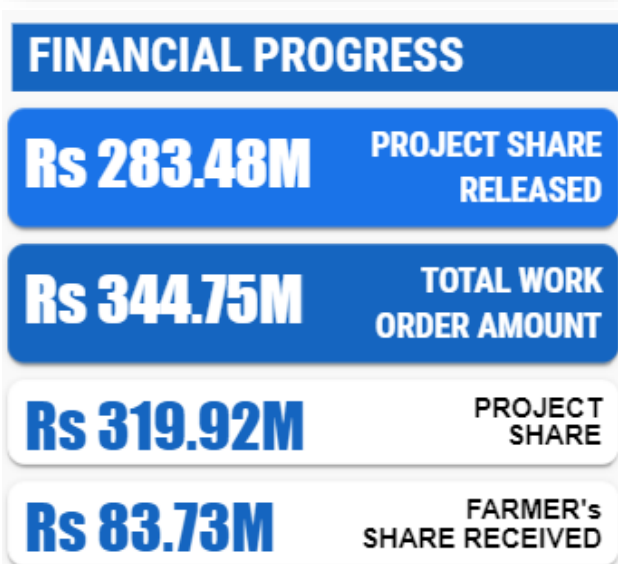 FINANCIAL PROGRESS
Rs 283.48M
PROJECT SHARE
RELEASED
Rs 344.75M
TOTAL WORK
ORDER AMOUNT
Rs 319.92M
PROJECT
SHARE
Rs 83.73M
FARMER's
SHARE RECEIVED